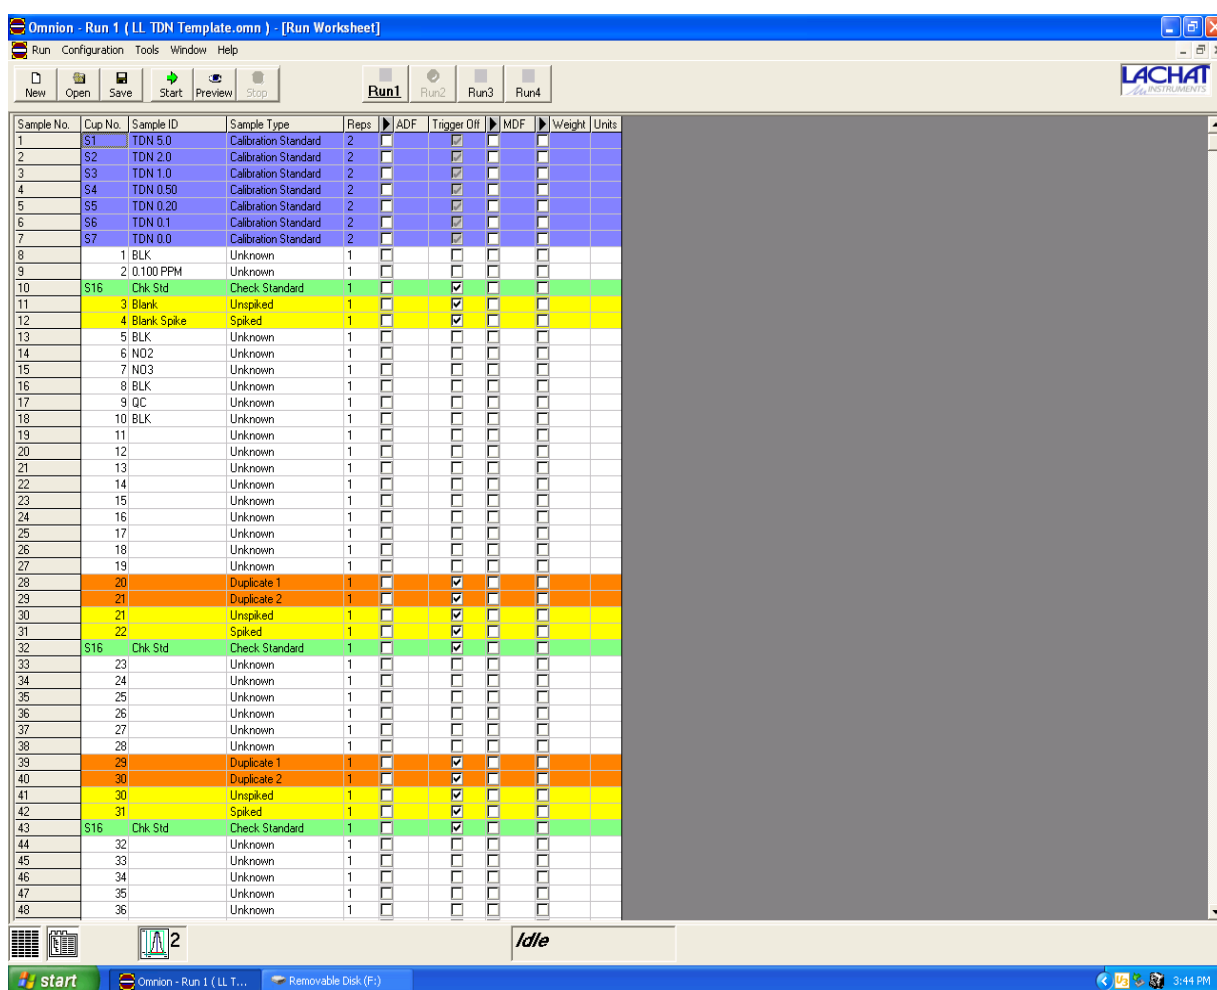 Omnion - Run 1 ( LL TDN Template.omn ) - [Run Worksheet]
Run Configuration Tools Window Help
New Open Save Start Preview Stop Run1 Run2 Run3 Run4
LACHAT
INSTRUMENTS
Sample No. Cup No. Sample ID Sample Type Reps ADF Trigger Off MDF Weight Units
1 S1 TDN 5.0 Calibration Standard 2
2 S2 TDN 2.0 Calibration Standard 2
3 S3 TDN 1.0 Calibration Standard 2
4 S4 TDN 0.50 Calibration Standard 2
5 S5 TDN 0.20 Calibration Standard 2
6 S6 TDN 0.1 Calibration Standard 2
7 S7 TDN 0.0 Calibration Standard 2
8 1 BLK Unknown 1
9 2 0.100 PPM Unknown 1
10 S16 Chk Std Check Standard 1
11 3 Blank Unspiked 1
12 4 Blank Spike Spiked 1
13 5 BLK Unknown 1
14 6 NO2 Unknown 1
15 7 NO3 Unknown 1
16 8 BLK Unknown 1
17 9 QC Unknown 1
18 10 BLK Unknown 1
19 11 Unknown 1
20 12 Unknown 1
21 13 Unknown 1
22 14 Unknown 1
23 15 Unknown 1
24 16 Unknown 1
25 17 Unknown 1
26 18 Unknown 1
27 19 Unknown 1
28 20 Duplicate 1 1
29 21 Duplicate 2 1
30 21 Unspiked 1
31 22 Spiked 1
32 S16 Chk Std Check Standard 1
33 23 Unknown 1
34 24 Unknown 1
35 25 Unknown 1
36 26 Unknown 1
37 27 Unknown 1
38 28 Unknown 1
39 29 Duplicate 1 1
40 30 Duplicate 2 1
41 30 Unspiked 1
42 31 Spiked 1
43 S16 Chk Std Check Standard 1
44 32 Unknown 1
45 33 Unknown 1
46 34 Unknown 1
47 35 Unknown 1
48 36 Unknown 1
2 Idle
start Omnion - Run 1 ( LL T... Removable Disk (F:) 3:44 PM